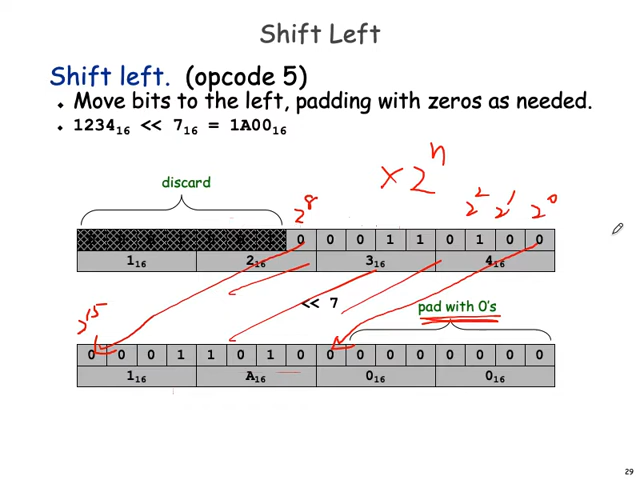 Shift Left
Shift left. (opcode 5)
Move bits to the left, padding with zeros as needed.
1234₁₆ << 7₁₆ = 1A00₁₆
× 2ⁿ
discard
2⁸ 2² 2¹ 2⁰
0 0 0 1 1 0 1 0 0
1₁₆ 2₁₆ 3₁₆ 4₁₆
<< 7
pad with 0's
2¹⁵
0 0 0 1 1 0 1 0 0 0 0 0 0 0 0 0
1₁₆ A₁₆ 0₁₆ 0₁₆
29